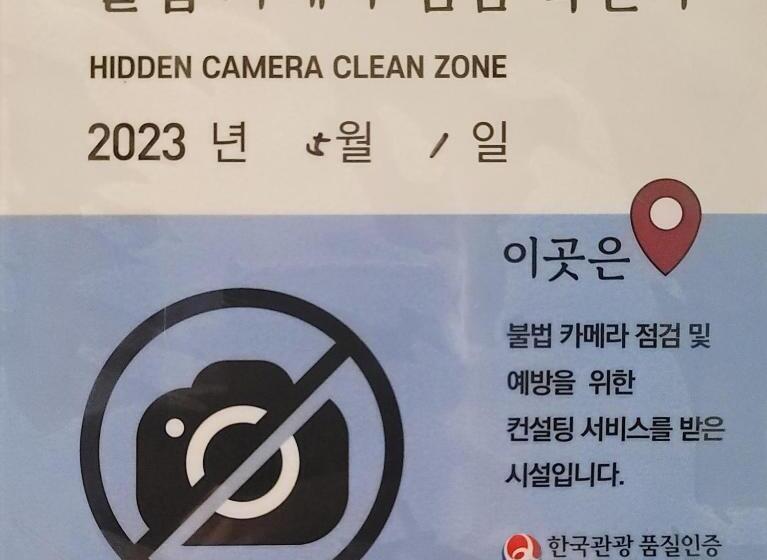 HIDDEN CAMERA CLEAN ZONE
2023 년 5월 1 일
이곳은
불법 카메라 점검 및
예방을 위한
컨설팅 서비스를 받은
시설입니다.
한국관광 품질인증